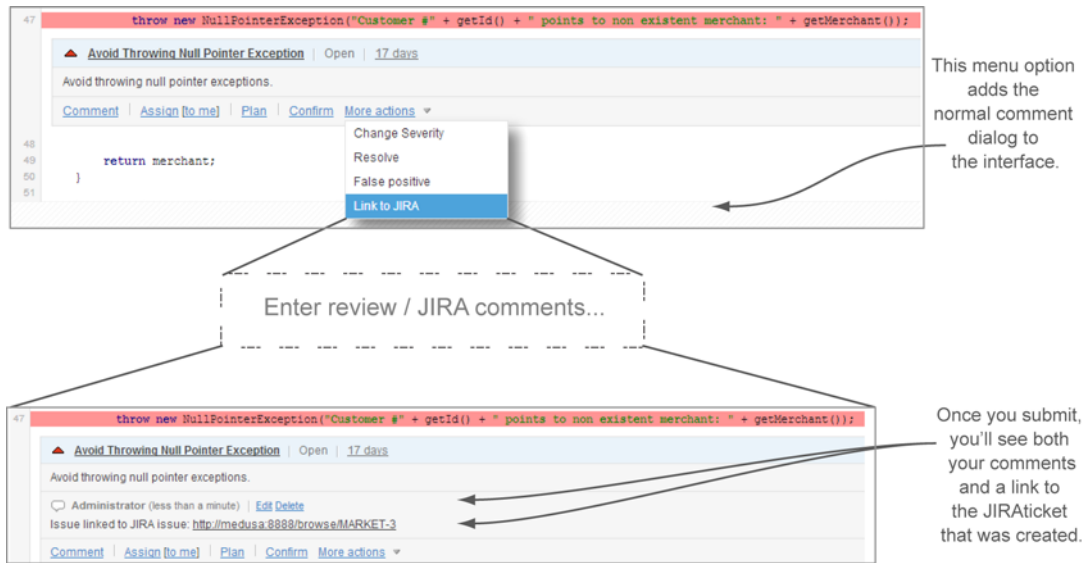 47 throw new NullPointerException("Customer #" + getId() + " points to non existent merchant: " + getMerchant());
Avoid Throwing Null Pointer Exception | Open | 17 days
Avoid throwing null pointer exceptions.
Comment | Assign [to me] | Plan | Confirm More actions
Change Severity
Resolve
False positive
Link to JIRA
48
49 return merchant;
50 }
51
This menu option
adds the
normal comment
dialog to
the interface.
Enter review / JIRA comments...
47 throw new NullPointerException("Customer #" + getId() + " points to non existent merchant: " + getMerchant());
Avoid Throwing Null Pointer Exception | Open | 17 days
Avoid throwing null pointer exceptions.
Administrator (less than a minute) | Edit Delete
Issue linked to JIRA issue: http://medusa:8888/browse/MARKET-3
Comment | Assign [to me] | Plan | Confirm More actions
Once you submit,
you'll see both
your comments
and a link to
the JIRAticket
that was created.